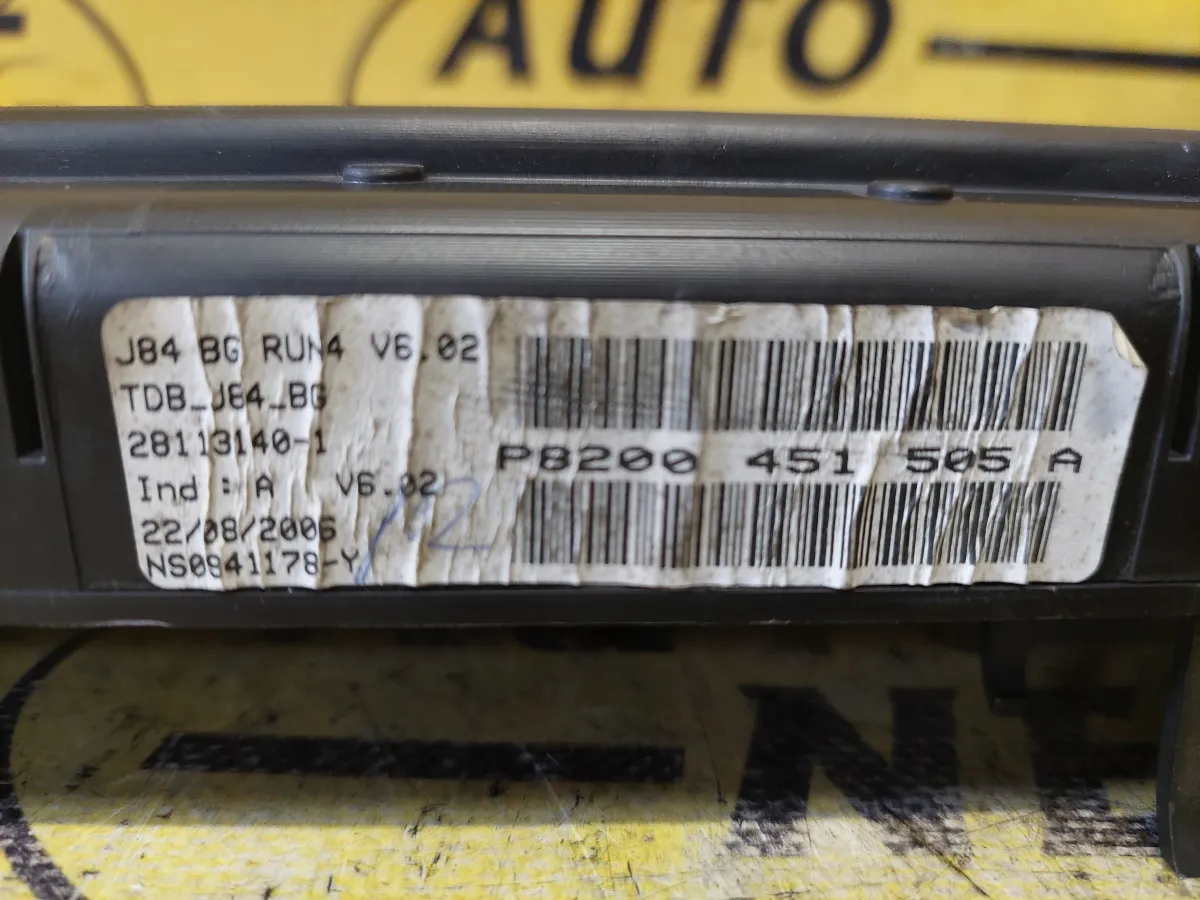 AUTO
J84 BG RUN4 V6.02
TDB_J84_BG
28113140-1
Ind : A V6.02
22/08/2006
NS0941178-Y
P8200 451 505 A